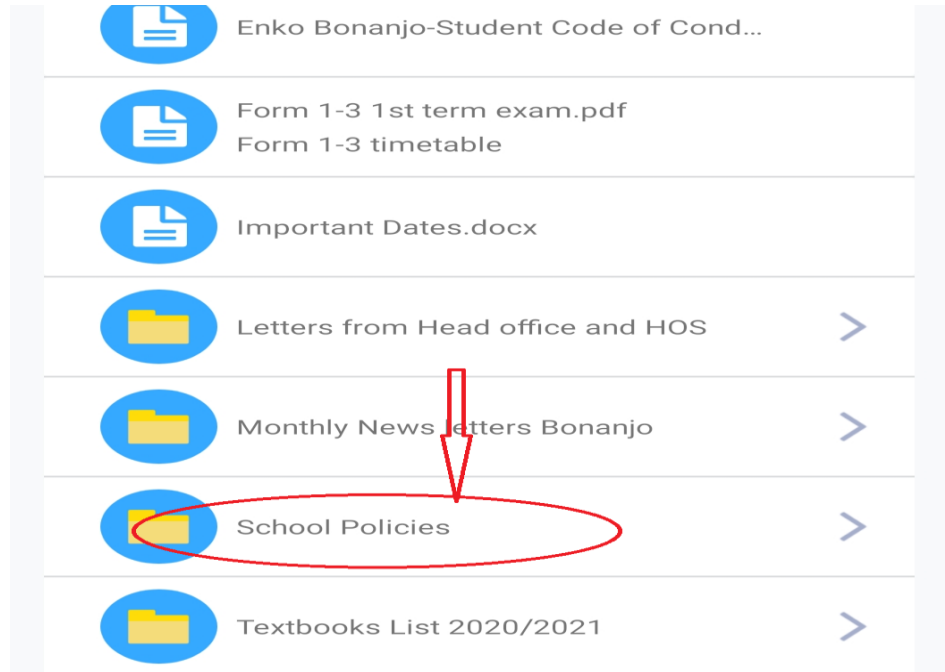 Enko Bonanjo-Student Code of Cond...
Form 1-3 1st term exam.pdf
Form 1-3 timetable
Important Dates.docx
Letters from Head office and HOS
Monthly News letters Bonanjo
School Policies
Textbooks List 2020/2021